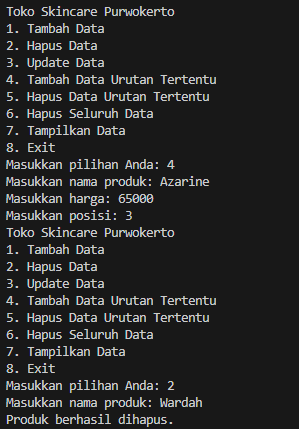 Toko Skincare Purwokerto
1. Tambah Data
2. Hapus Data
3. Update Data
4. Tambah Data Urutan Tertentu
5. Hapus Data Urutan Tertentu
6. Hapus Seluruh Data
7. Tampilkan Data
8. Exit
Masukkan pilihan Anda: 4
Masukkan nama produk: Azarine
Masukkan harga: 65000
Masukkan posisi: 3
Toko Skincare Purwokerto
1. Tambah Data
2. Hapus Data
3. Update Data
4. Tambah Data Urutan Tertentu
5. Hapus Data Urutan Tertentu
6. Hapus Seluruh Data
7. Tampilkan Data
8. Exit
Masukkan pilihan Anda: 2
Masukkan nama produk: Wardah
Produk berhasil dihapus.